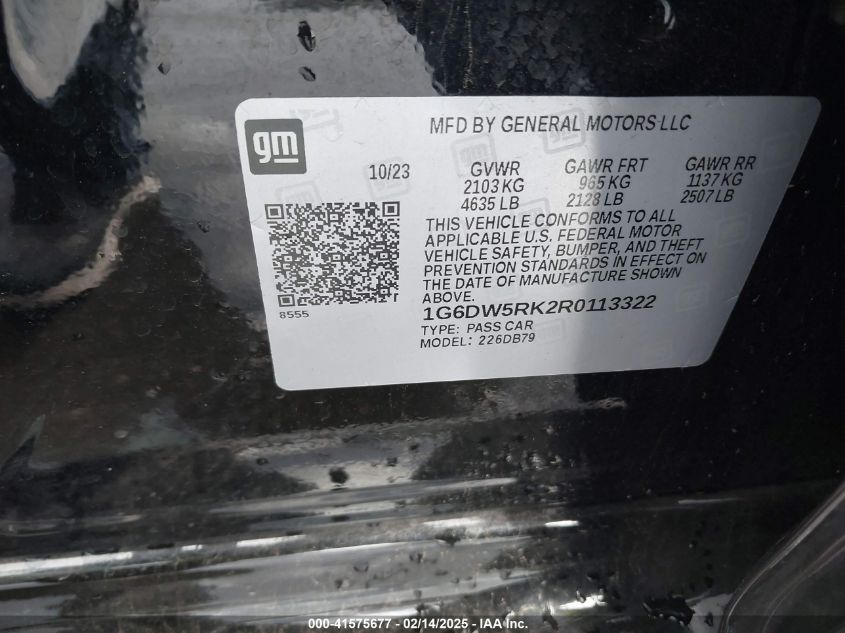 gm
MFD BY GENERAL MOTORS LLC
10/23
GVWR
2103 KG
4635 LB
GAWR FRT
965 KG
2128 LB
GAWR RR
1137 KG
2507 LB
THIS VEHICLE CONFORMS TO ALL
APPLICABLE U.S. FEDERAL MOTOR
VEHICLE SAFETY, BUMPER, AND THEFT
PREVENTION STANDARDS IN EFFECT ON
THE DATE OF MANUFACTURE SHOWN
ABOVE.
8555
1G6DW5RK2R0113322
TYPE: PASS CAR
MODEL: 226DB79
000-41575677 - 02/14/2025 - IAA Inc.